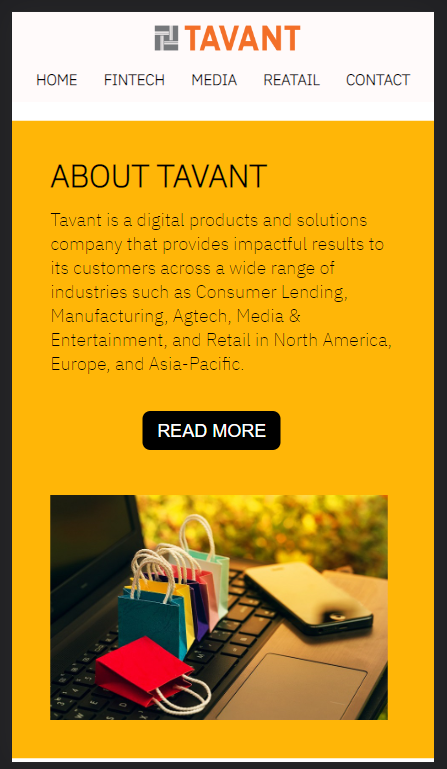 TAVANT
HOME FINTECH MEDIA REATAIL CONTACT
ABOUT TAVANT
Tavant is a digital products and solutions
company that provides impactful results to
its customers across a wide range of
industries such as Consumer Lending,
Manufacturing, Agtech, Media &
Entertainment, and Retail in North America,
Europe, and Asia-Pacific.
READ MORE